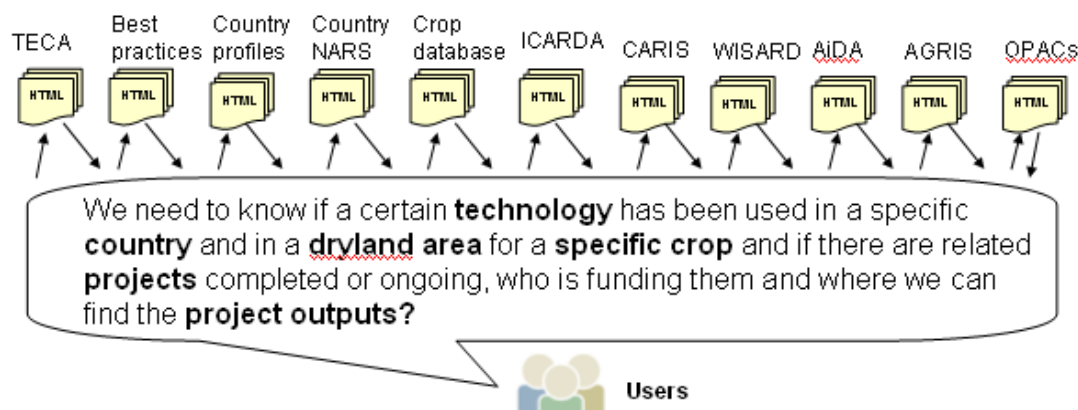 TECA
Best
practices
Country
profiles
Country
NARS
Crop
database
ICARDA
CARIS
WISARD
AiDA
AGRIS
OPACs
HTML
HTML
HTML
HTML
HTML
HTML
HTML
HTML
HTML
HTML
HTML
We need to know if a certain technology has been used in a specific
country and in a dryland area for a specific crop and if there are related
projects completed or ongoing, who is funding them and where we can
find the project outputs?
Users